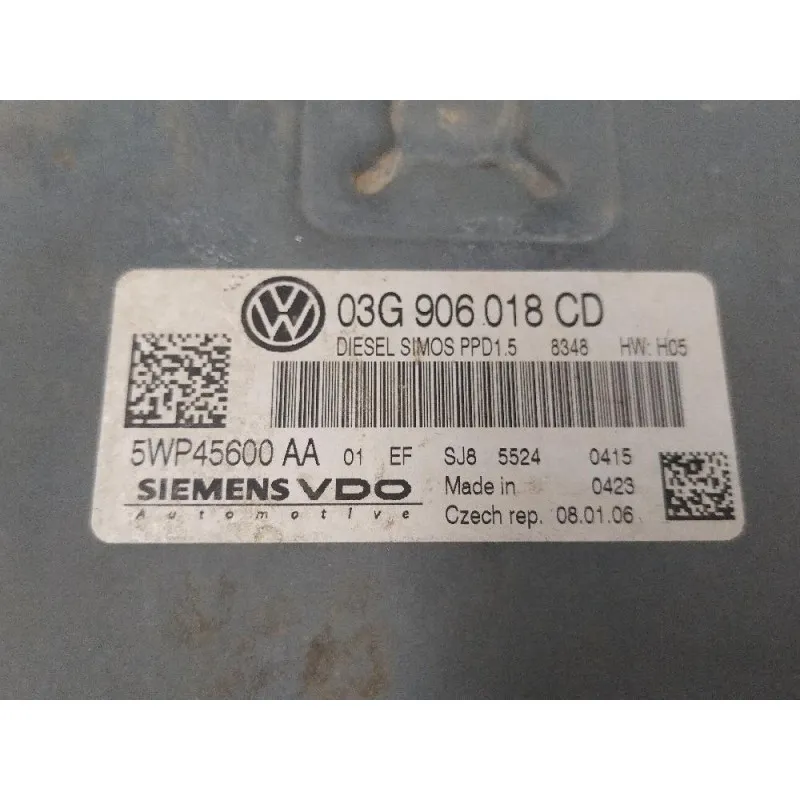 03G 906 018 CD
DIESEL SIMOS PPD1.5 8348 HW: H05
5WP45600 AA 01 EF SJ8 5524 0415
SIEMENS VDO Made in 0423
Automotive Czech rep. 08.01.06